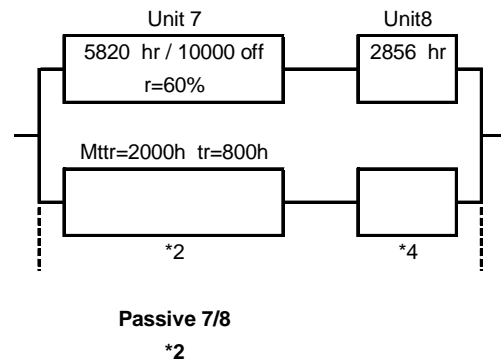 Unit 7 Unit8
5820 hr / 10000 off 2856 hr
r=60%
Mttr=2000h tr=800h
*2 *4
Passive 7/8
*2